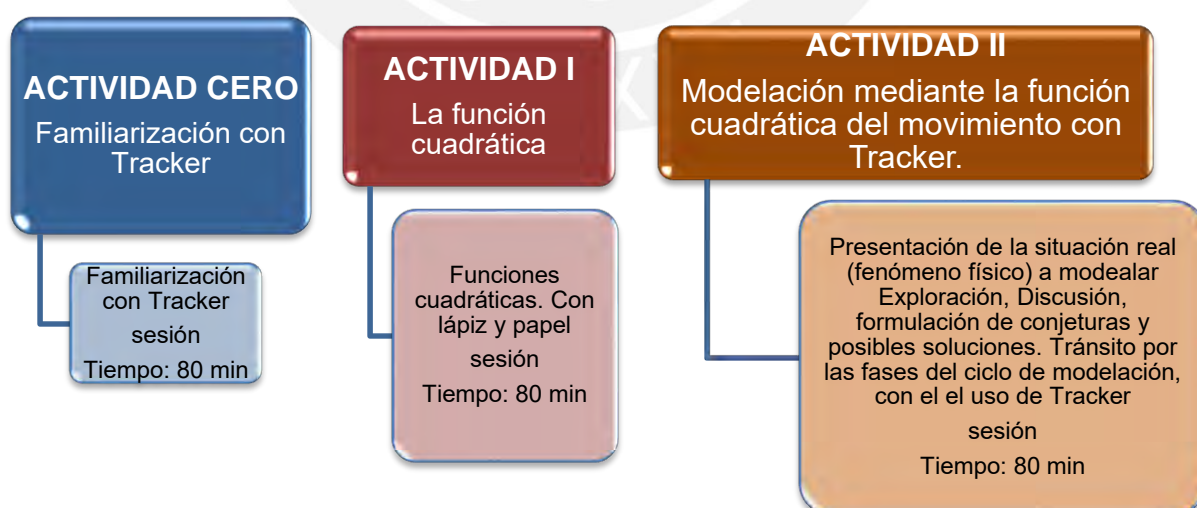 ACTIVIDAD CERO
Familiarización con
Tracker
Familiarización
con Tracker
sesión
Tiempo: 80 min
ACTIVIDAD I
La función
cuadrática
Funciones
cuadráticas. Con
lápiz y papel
sesión
Tiempo: 80 min
ACTIVIDAD II
Modelación mediante la función
cuadrática del movimiento con
Tracker.
Presentación de la situación real
(fenómeno físico) a modealar
Exploración, Discusión,
formulación de conjeturas y
posibles soluciones. Tránsito por
las fases del ciclo de modelación,
con el el uso de Tracker
sesión
Tiempo: 80 min